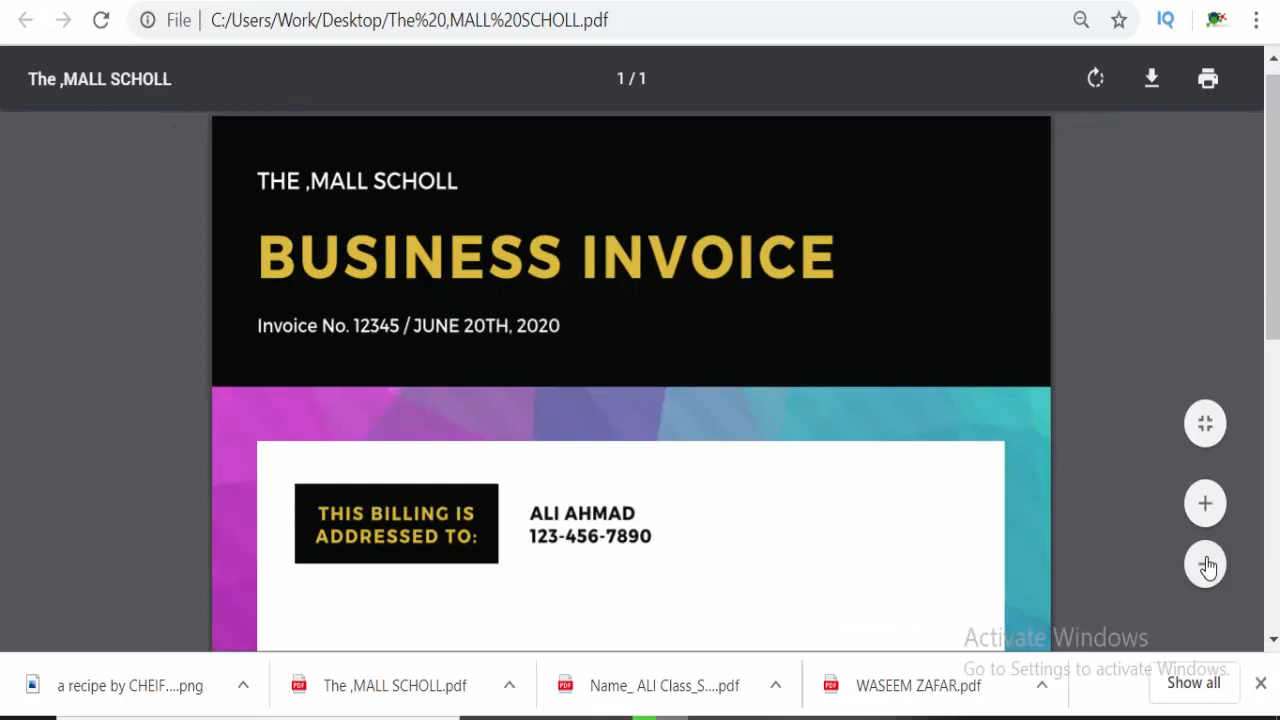 File
C:/Users/Work/Desktop/The%20,MALL%20SCHOLL.pdf
IQ
The ,MALL SCHOLL
1 / 1
THE ,MALL SCHOLL
BUSINESS INVOICE
Invoice No. 12345 / JUNE 20TH, 2020
THIS BILLING IS
ADDRESSED TO:
ALI AHMAD
123-456-7890
Activate Windows
Go to Settings to activate Windows.
a recipe by CHEIF....png
The ,MALL SCHOLL.pdf
Name_ ALI Class_S....pdf
WASEEM ZAFAR.pdf
Show all